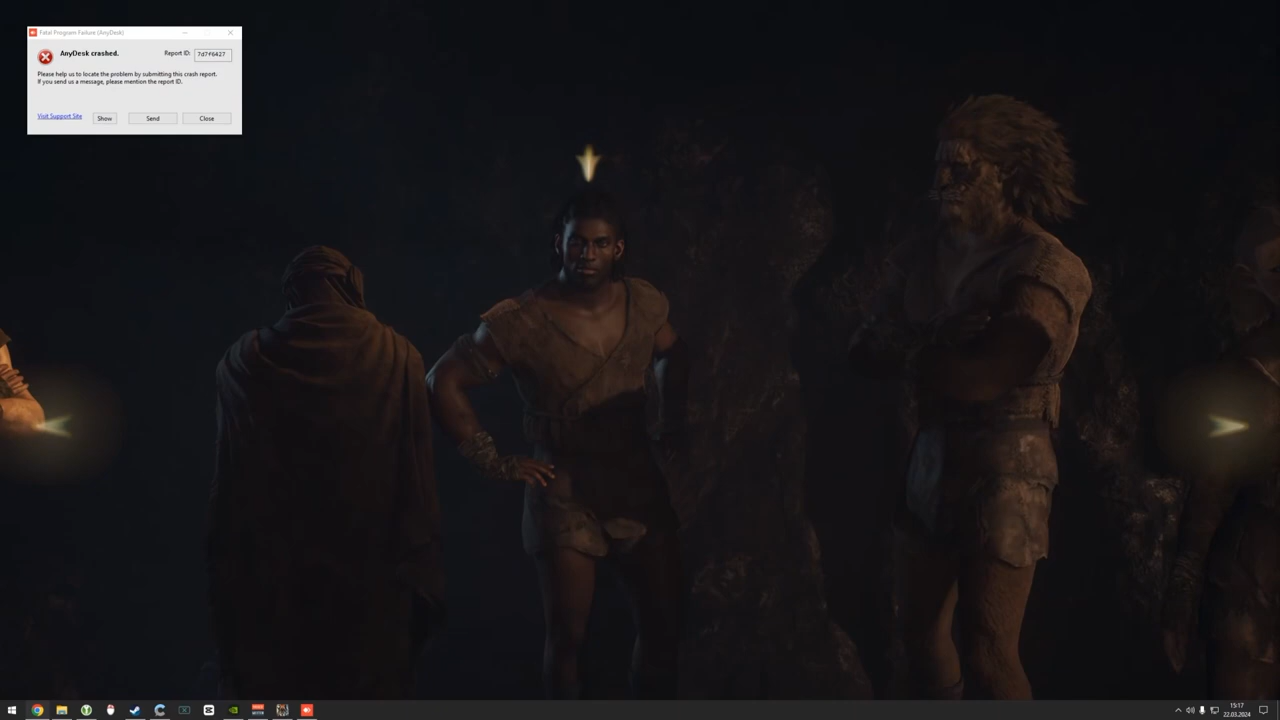 Fatal Program Failure (AnyDesk)
AnyDesk crashed.
Report ID: 7d7f6427
Please help us to locate the problem by submitting this crash report.
If you send us a message, please mention the report ID.
Visit Support Site
Show
Send
Close
15:17
22.03.2024